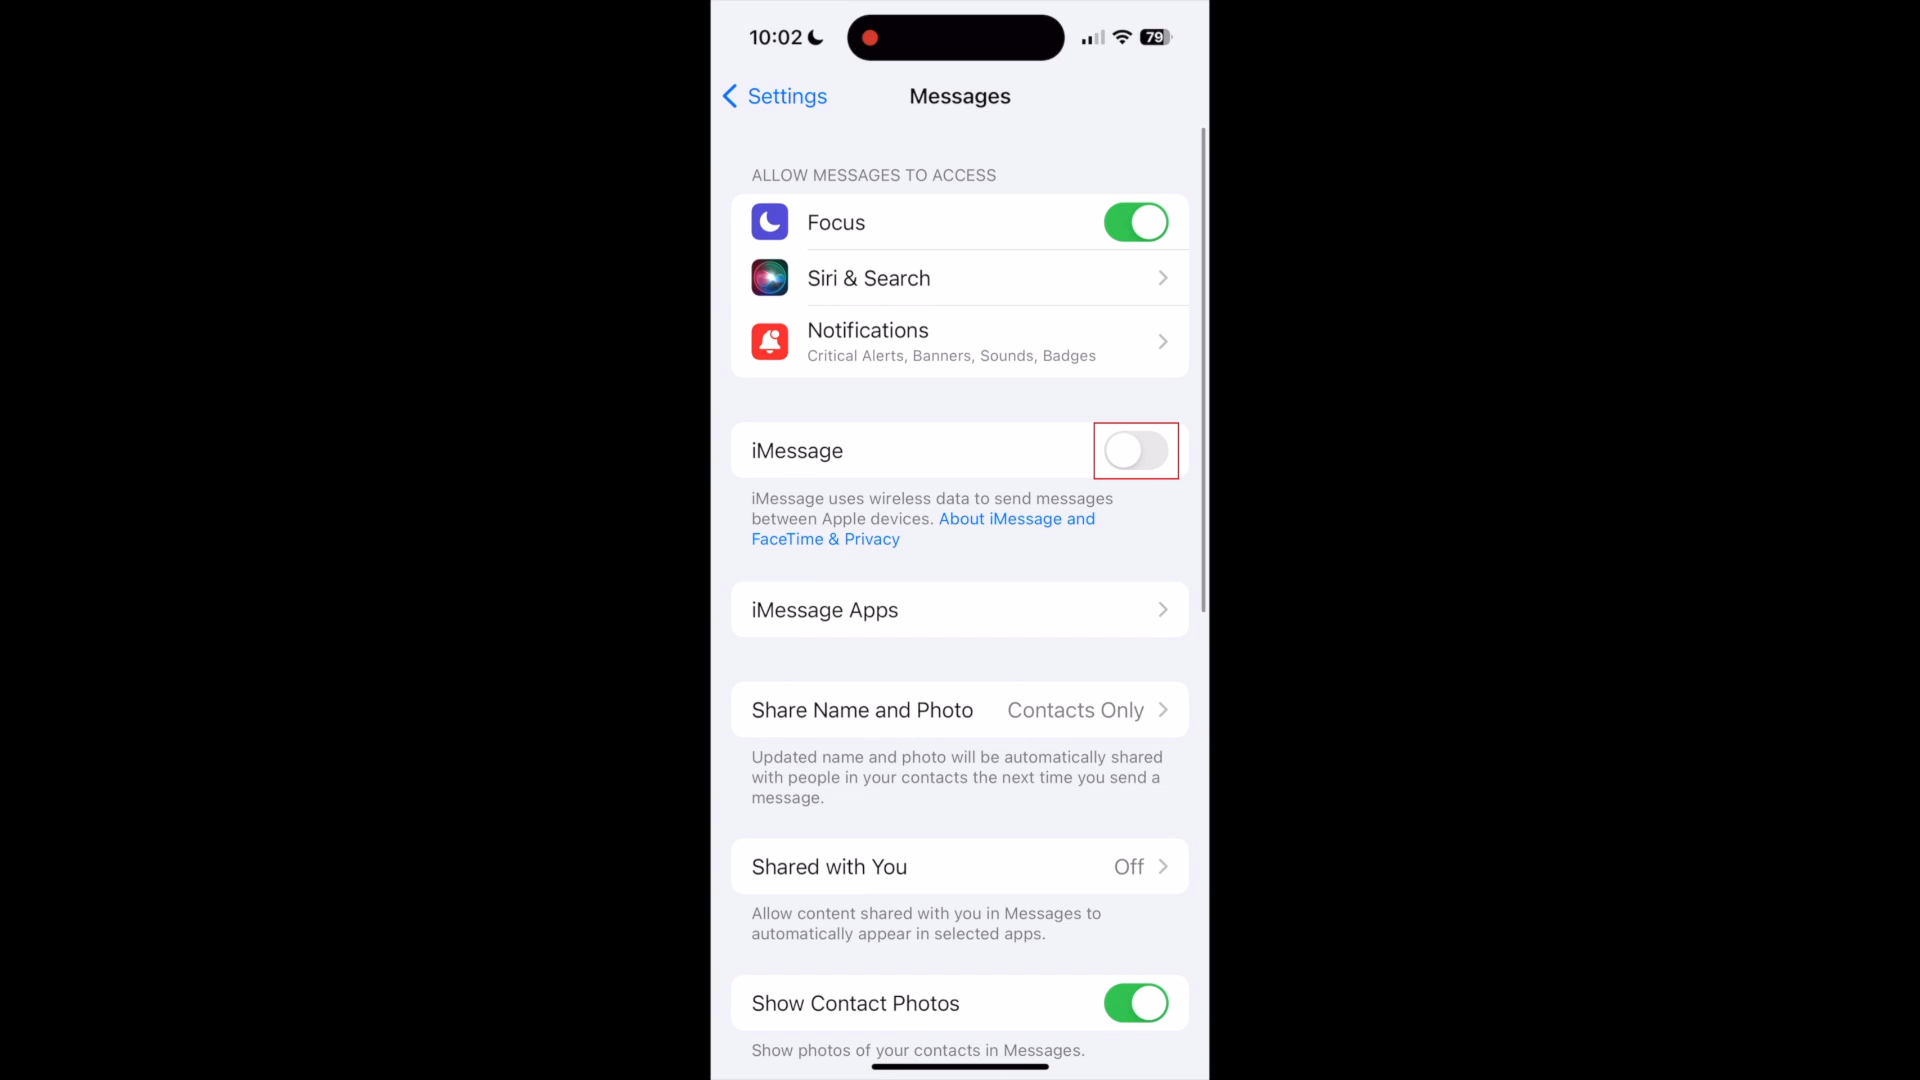 10:02
79
Settings
Messages
ALLOW MESSAGES TO ACCESS
Focus
Siri & Search
Notifications
Critical Alerts, Banners, Sounds, Badges
iMessage
iMessage uses wireless data to send messages
between Apple devices. About iMessage and
FaceTime & Privacy
iMessage Apps
Share Name and Photo Contacts Only
Updated name and photo will be automatically shared
with people in your contacts the next time you send a
message.
Shared with You Off
Allow content shared with you in Messages to
automatically appear in selected apps.
Show Contact Photos
Show photos of your contacts in Messages.